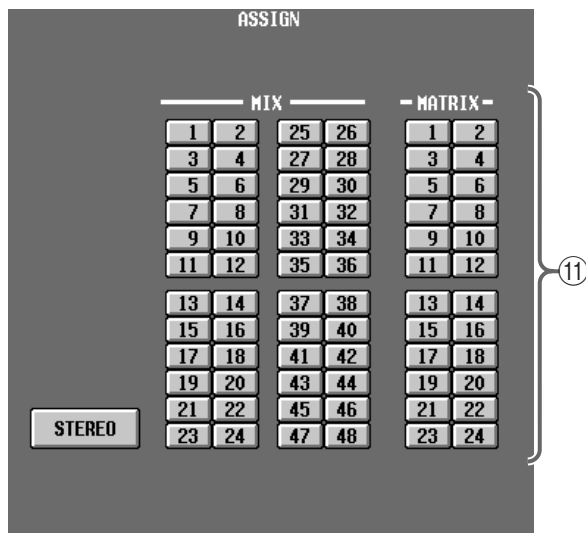 ASSIGN
MIX MATRIX
1 2 25 26 1 2
3 4 27 28 3 4
5 6 29 30 5 6
7 8 31 32 7 8
9 10 33 34 9 10
11 12 35 36 11 12
⑪
13 14 37 38 13 14
15 16 39 40 15 16
17 18 41 42 17 18
19 20 43 44 19 20
21 22 45 46 21 22
STEREO
23 24 47 48 23 24